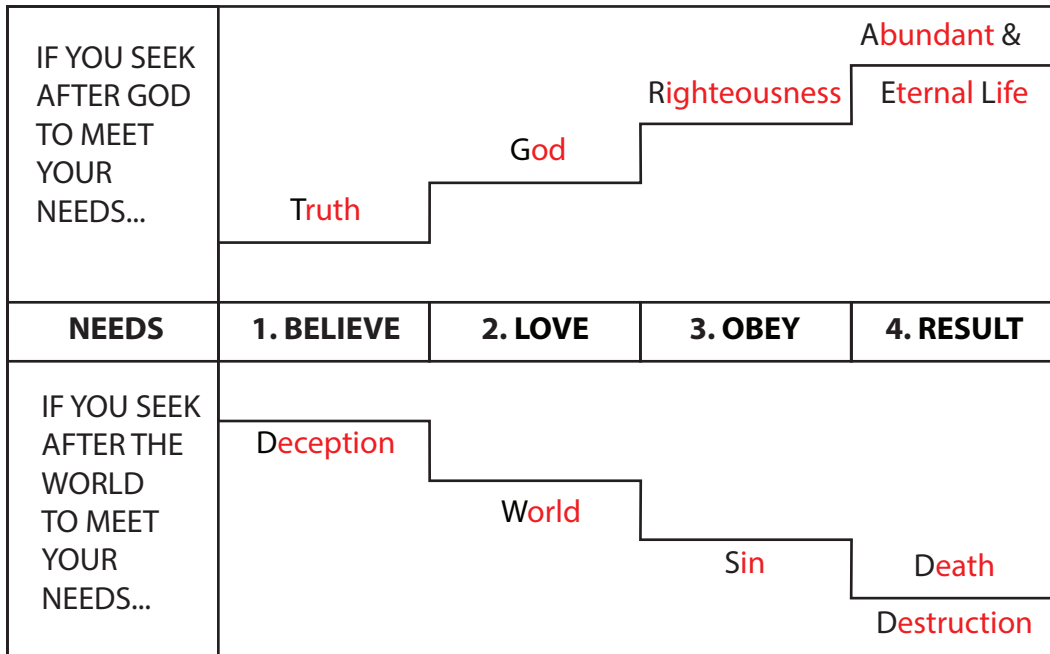 IF YOU SEEK
AFTER GOD
TO MEET
YOUR
NEEDS...
Truth
God
Righteousness
Abundant &
Eternal Life
NEEDS
1. BELIEVE
2. LOVE
3. OBEY
4. RESULT
IF YOU SEEK
AFTER THE
WORLD
TO MEET
YOUR
NEEDS...
Deception
World
Sin
Death
Destruction